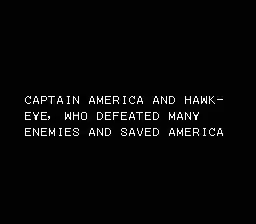 CAPTAIN AMERICA AND HAWK-
EYE, WHO DEFEATED MANY
ENEMIES AND SAVED AMERICA